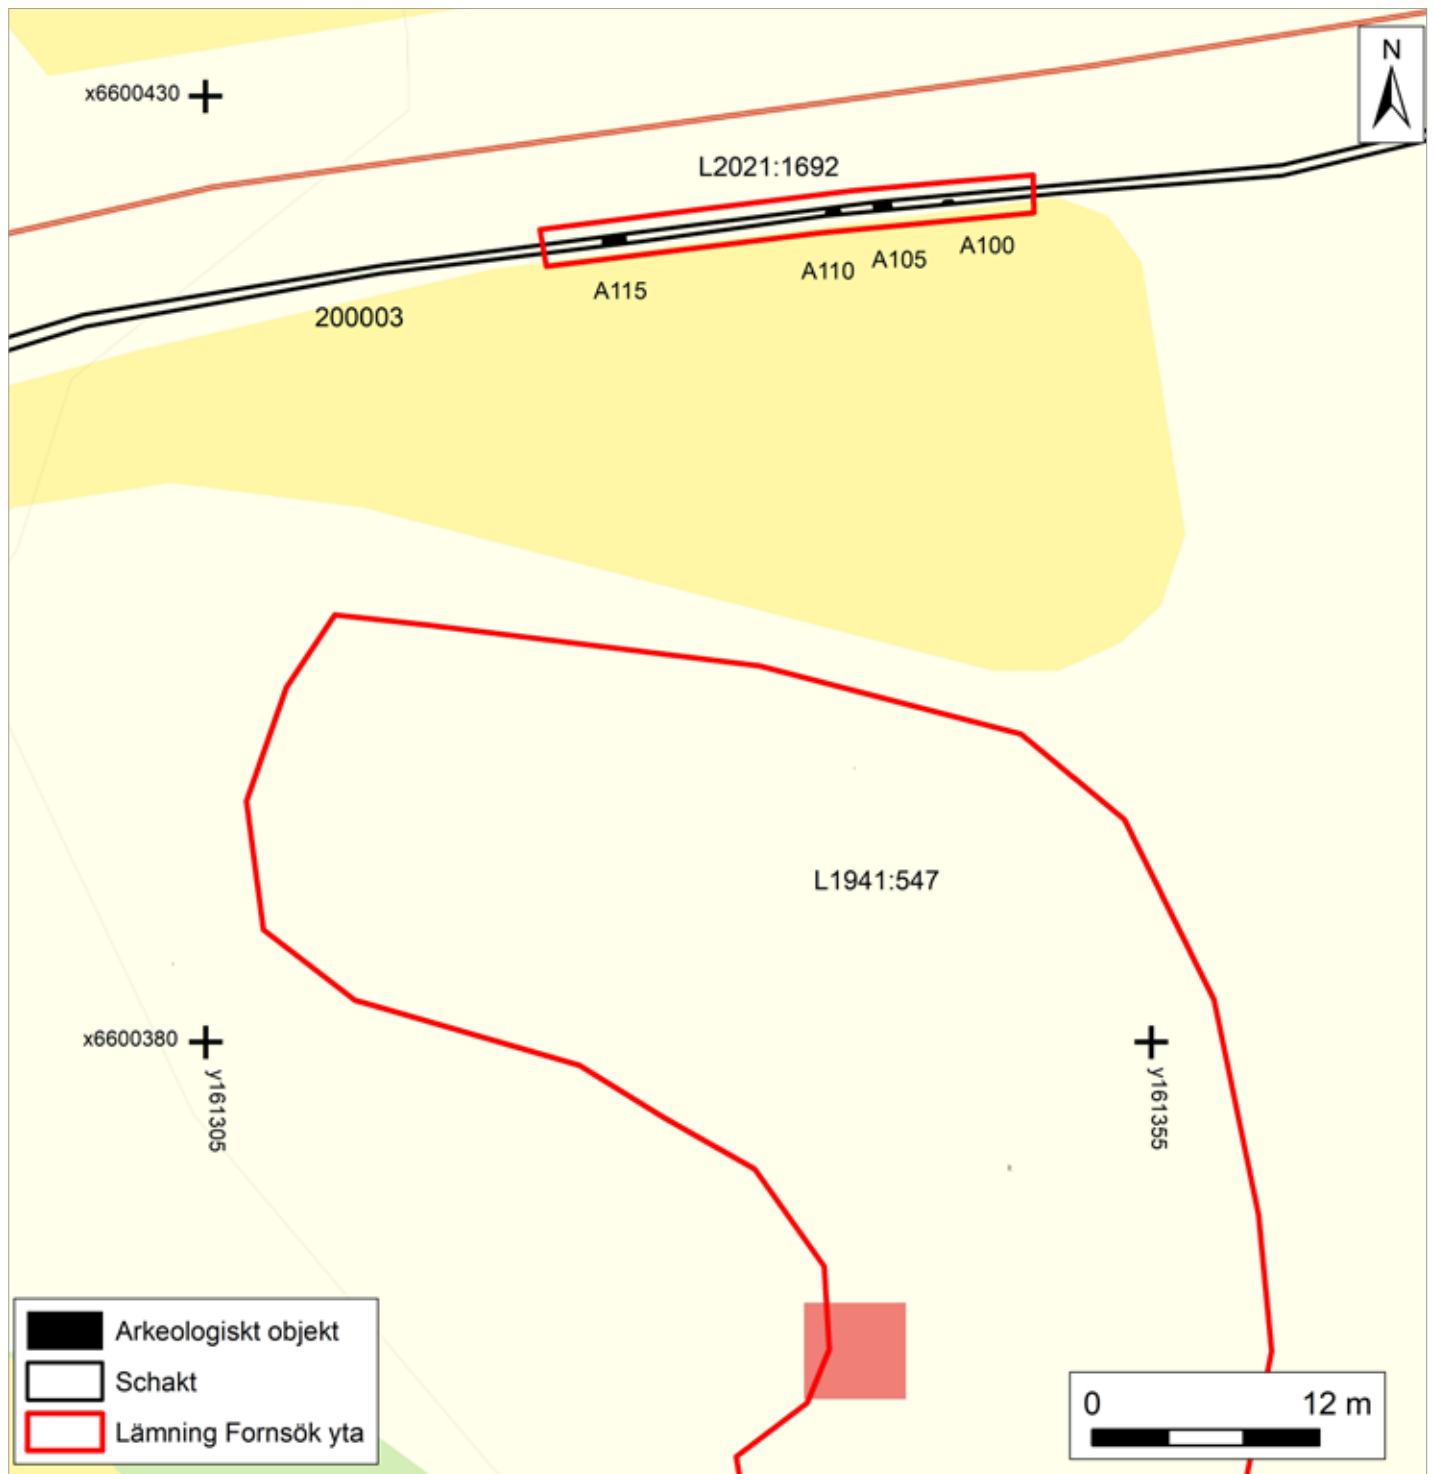 N
x6600430
L2021:1692
A100
A105
A110
A115
200003
L1941:547
x6600380
y161305
y161355
Arkeologiskt objekt
Schakt
Lämning Fornsök yta
0 12 m